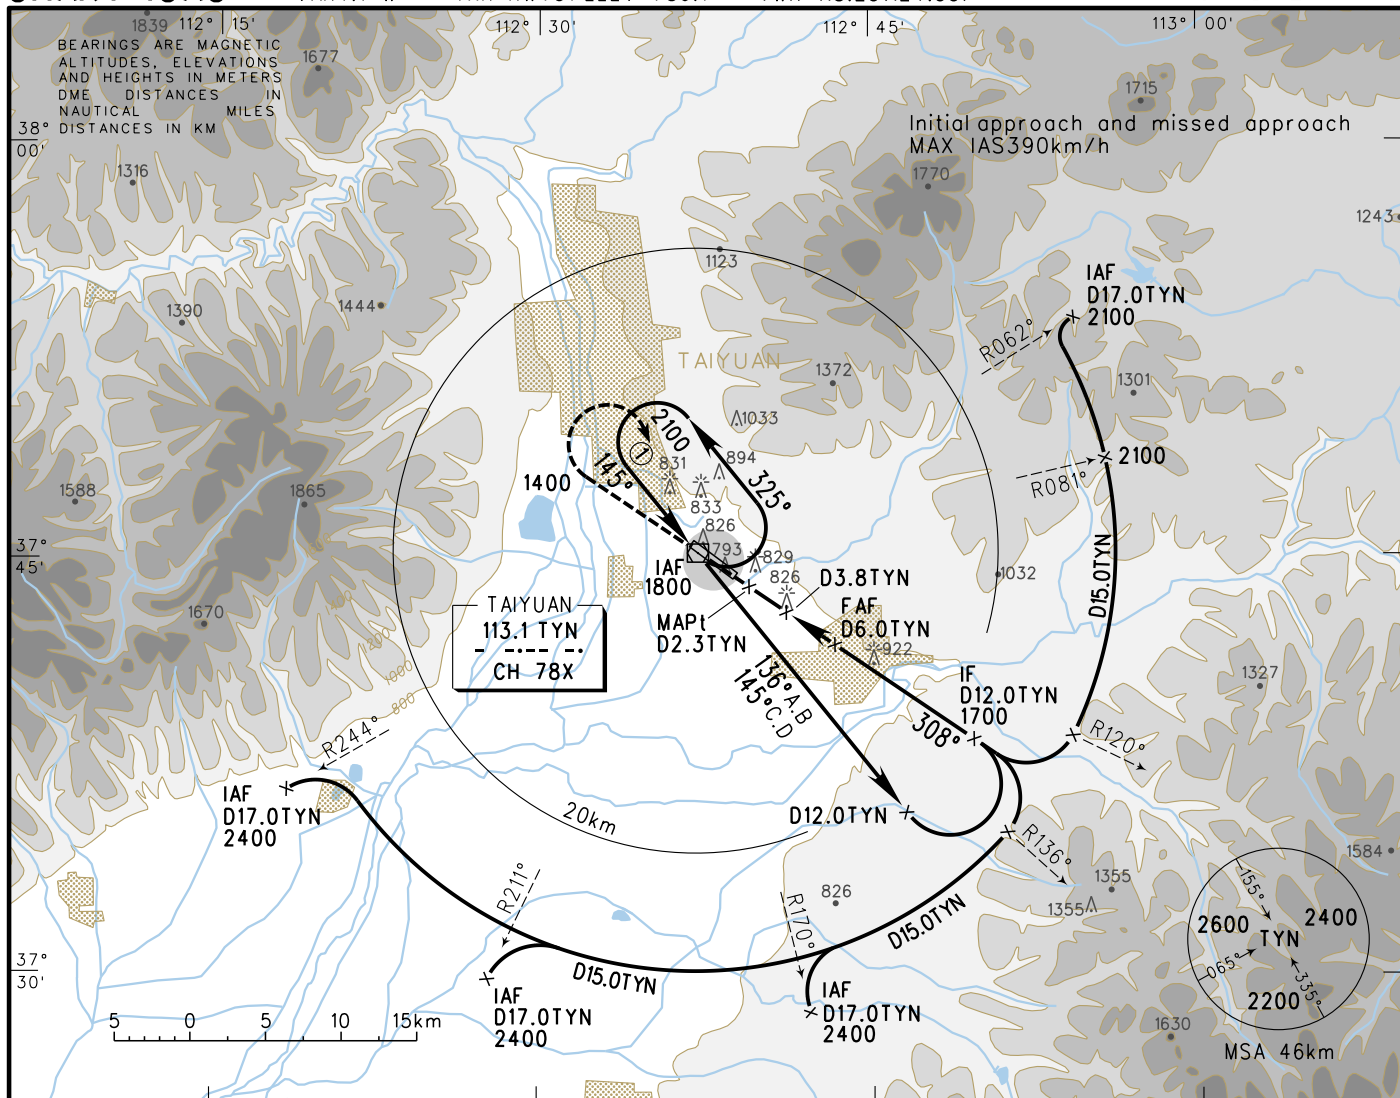 112° 15'
112° 30'
112° 45'
113° 00'
1839
BEARINGS ARE MAGNETIC
ALTITUDES, ELEVATIONS
AND HEIGHTS IN METERS
DME DISTANCES IN
NAUTICAL MILES
DISTANCES IN KM
1677
1715
38°
00'
Initial approach and missed approach
MAX IAS390km/h
1316
1770
1243
1123
1444
1390
IAF
D17.0TYN
2100
R062°
TAIYUAN
1372
1301
1033
2100
1
145°
831
894
325°
833
2100
R081°
1400
1588
1865
826
793
829
826
37°
45'
IAF
1800
D3.8TYN
1032
D15.0TYN
TAIYUAN
113.1 TYN
- -.-- -.
CH 78X
MAPt
D2.3TYN
FAF
D6.0TYN
922
1670
400
1200
1000
800
136°A.B
145°C.D
IF
D12.0TYN
1700
308°
1327
R244°
R120°
IAF
D17.0TYN
2400
20km
D12.0TYN
R136°
1584
1355
1355
R211°
R170°
826
D15.0TYN
155°
2600
2400
TYN
065°
335°
2200
MSA 46km
37°
30'
D15.0TYN
IAF
D17.0TYN
2400
IAF
D17.0TYN
2400
5 0 5 10 15km
1630